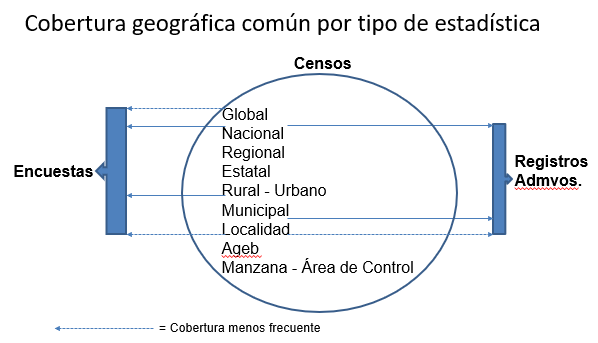 Cobertura geográfica común por tipo de estadística
Censos
Global
Nacional
Regional
Estatal
Rural - Urbano
Municipal
Localidad
Ageb
Manzana - Área de Control
Encuestas
Registros
Admvos.
= Cobertura menos frecuente